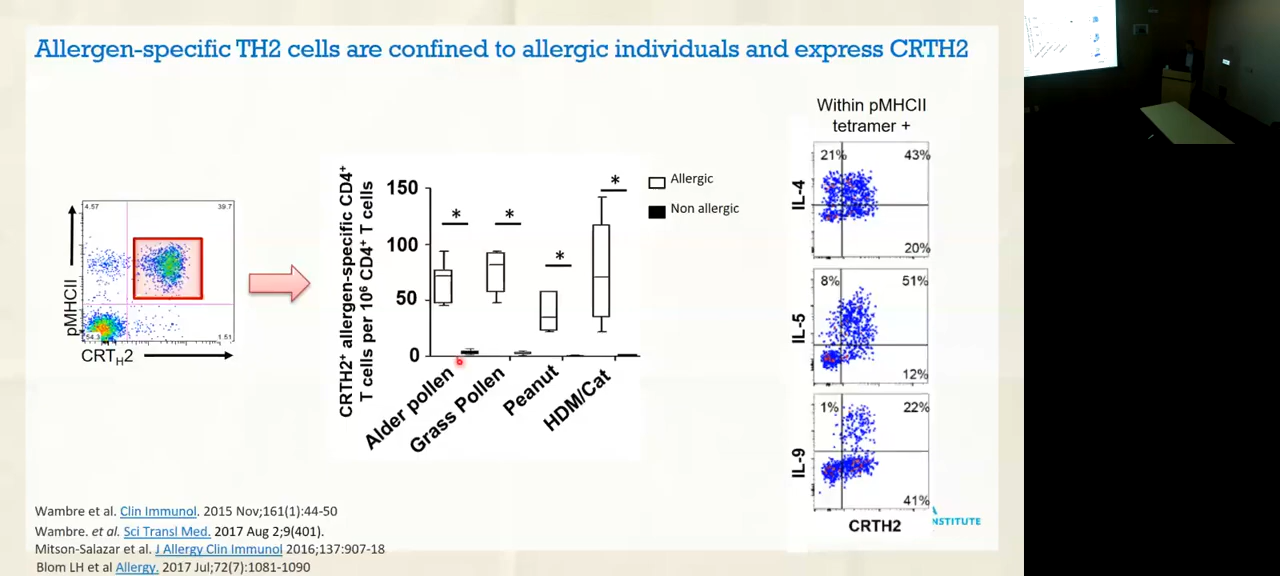 Allergen-specific TH2 cells are confined to allergic individuals and express CRTH2
4.57
39.7
54.3
1.51
pMHCII
CRTH2
CRTH2+ allergen-specific CD4+
T cells per 10⁶ CD4+ T cells
150
100
50
0
*
*
*
*
Alder pollen
Grass Pollen
Peanut
HDM/Cat
Allergic
Non allergic
Within pMHCII
tetramer +
21%
43%
IL-4
20%
8%
51%
IL-5
12%
1%
22%
IL-9
41%
CRTH2
NSTITUTE
Wambre et al. Clin Immunol. 2015 Nov;161(1):44-50
Wambre. et al. Sci Transl Med. 2017 Aug 2;9(401).
Mitson-Salazar et al. J Allergy Clin Immunol 2016;137:907-18
Blom LH et al Allergy. 2017 Jul;72(7):1081-1090